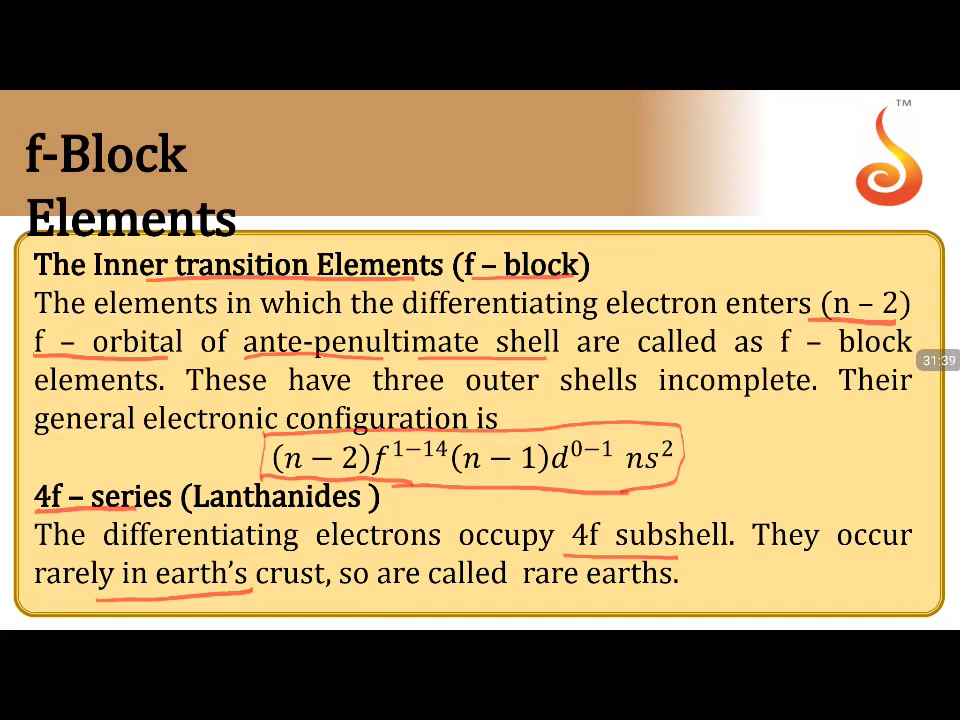 TM
f-Block
Elements
The Inner transition Elements (f – block)
The elements in which the differentiating electron enters (n – 2)
f – orbital of ante-penultimate shell are called as f – block
elements. These have three outer shells incomplete. Their
general electronic configuration is
(n − 2)f¹⁻¹⁴(n − 1)d⁰⁻¹ ns²
4f – series (Lanthanides )
The differentiating electrons occupy 4f subshell. They occur
rarely in earth’s crust, so are called rare earths.
31:39